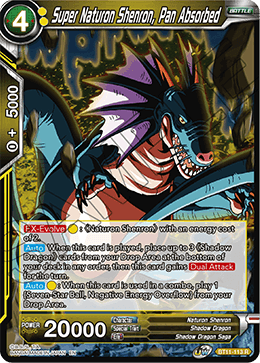 4
Super Naturon Shenron, Pan Absorbed
BATTLE
0 + 5000
EX-Evolve : «Naturon Shenron» with an energy cost
of 2.
Auto When this card is played, place up to 3 «Shadow
Dragon» cards from your Drop Area at the bottom of
your deck in any order, then this card gains Dual Attack
for the turn.
Auto : When this card is used in a combo, play 1
{Seven-Star Ball, Negative Energy Overflow} from your
Drop Area.
POWER
20000
Character Naturon Shenron
Special Trait Shadow Dragon
Era Shadow Dragon Saga
BT11-113 R